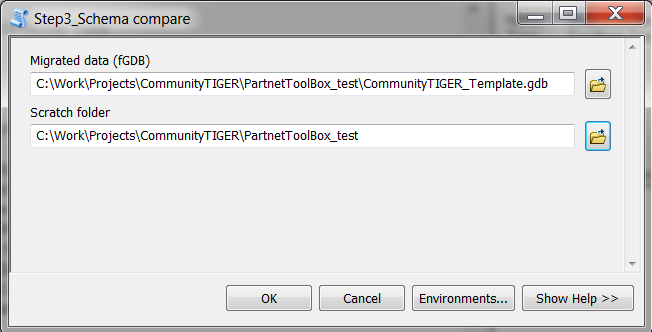 Step3_Schema compare
Migrated data (fGDB)
C:\Work\Projects\CommunityTIGER\PartnetToolBox_test\CommunityTIGER_Template.gdb
Scratch folder
C:\Work\Projects\CommunityTIGER\PartnetToolBox_test
OK Cancel Environments... Show Help >>